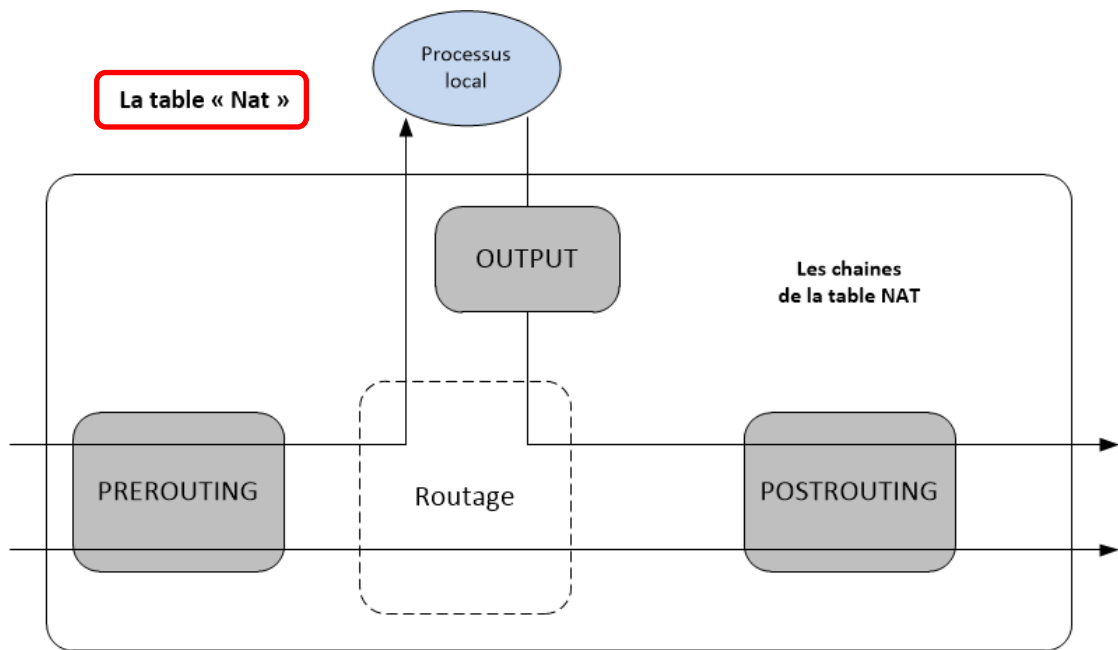 Processus
local
La table « Nat »
OUTPUT
Les chaines
de la table NAT
PREROUTING
Routage
POSTROUTING